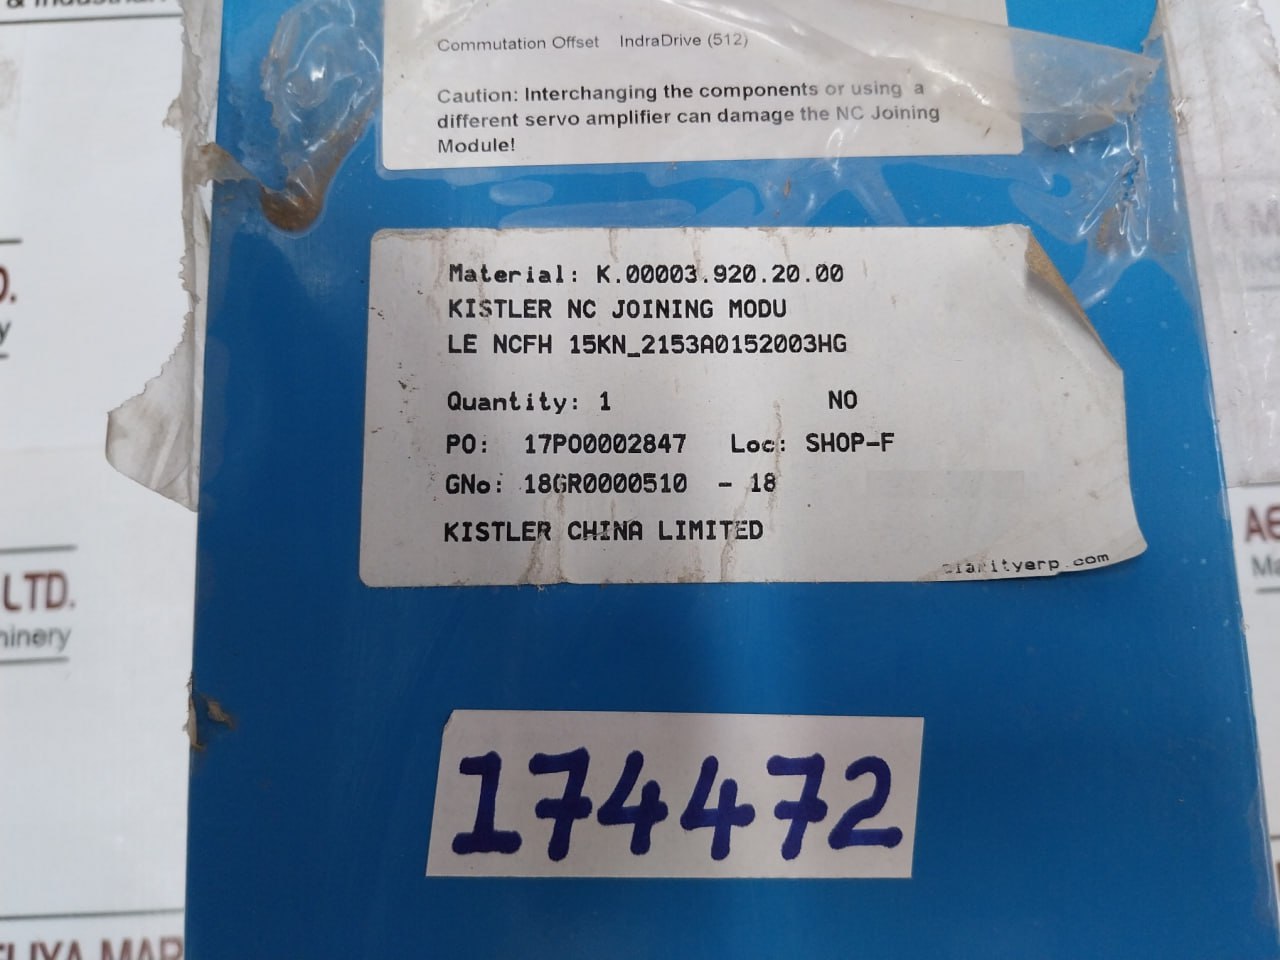 Commutation Offset IndraDrive (512)
Caution: Interchanging the components or using a
different servo amplifier can damage the NC Joining
Module!
Material: K.00003.920.20.00
KISTLER NC JOINING MODU
LE NCFH 15KN_2153A0152003HG
Quantity: 1 NO
PO: 17PO0002847 Loc: SHOP-F
GNo: 18GR0000510 - 18
KISTLER CHINA LIMITED
174472
LTD.